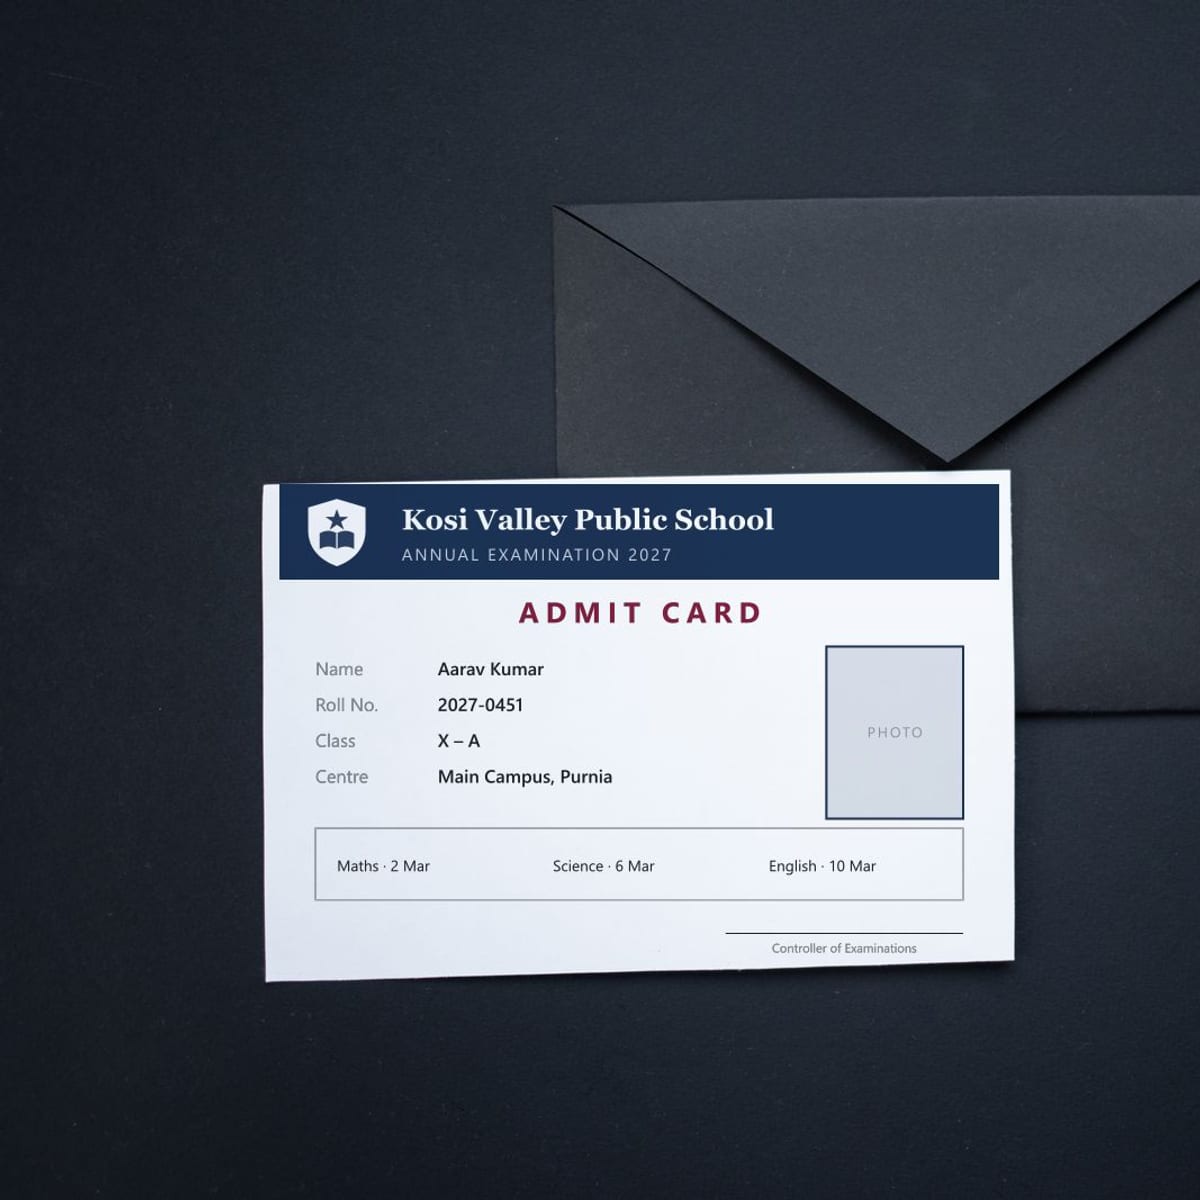 Kosi Valley Public School
ANNUAL EXAMINATION 2027
ADMIT CARD
Name Aarav Kumar
Roll No. 2027-0451
Class X – A
Centre Main Campus, Purnia
PHOTO
Maths · 2 Mar Science · 6 Mar English · 10 Mar
Controller of Examinations